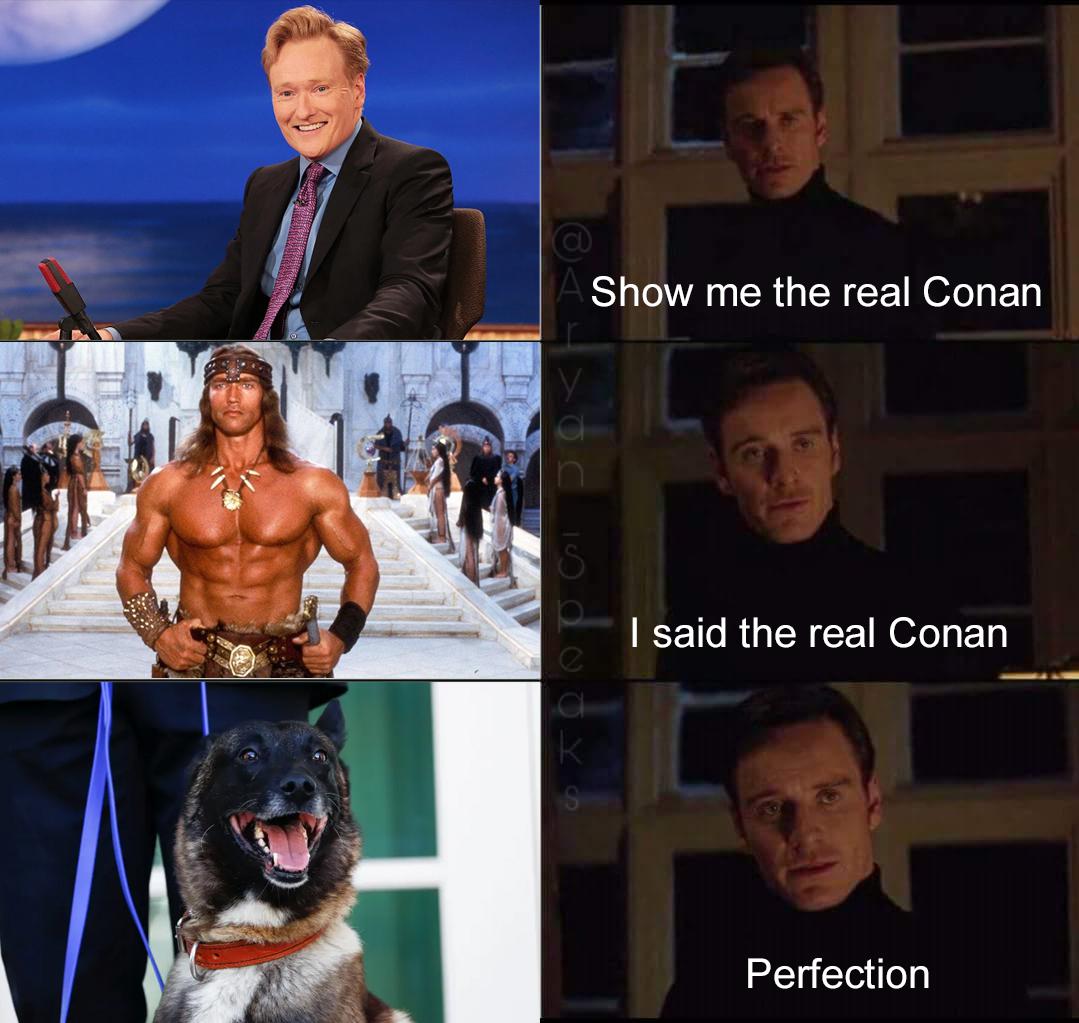 Show me the real Conan
I said the real Conan
Perfection
@Aryan_Speaks